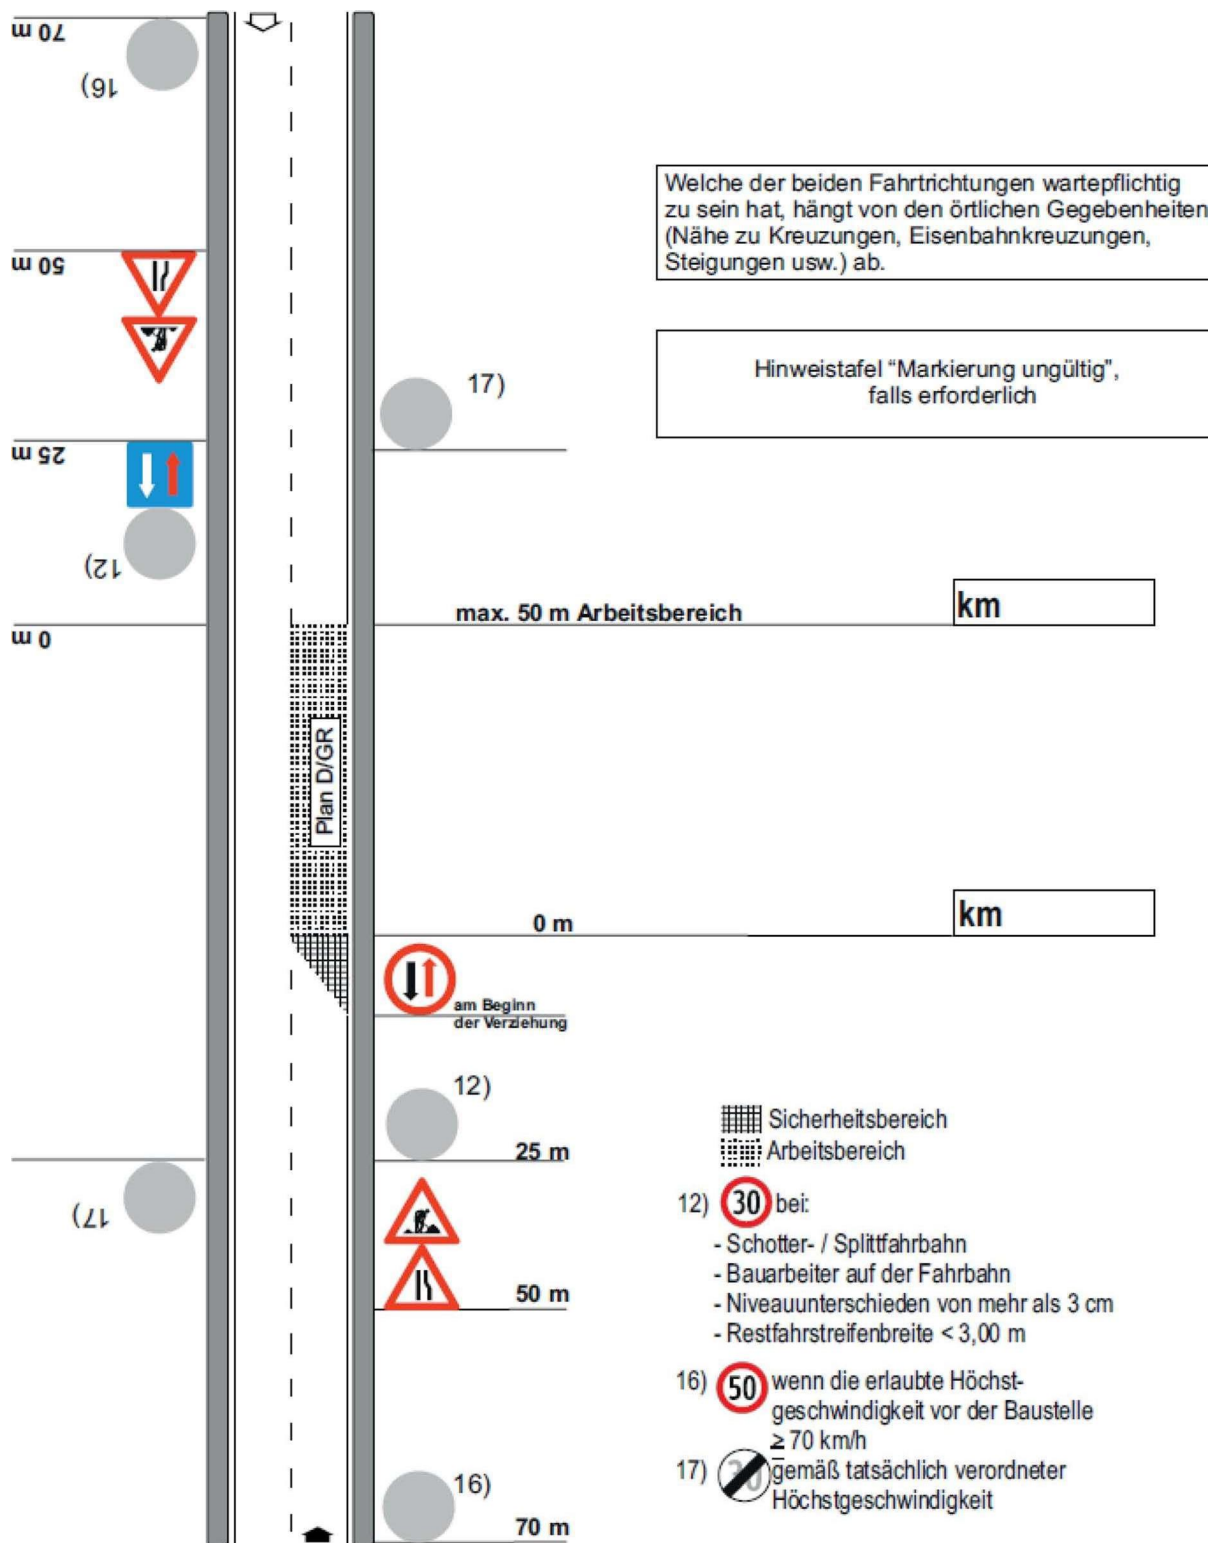 70 m
16)
Welche der beiden Fahrtrichtungen wartepflichtig
zu sein hat, hängt von den örtlichen Gegebenheiten
(Nähe zu Kreuzungen, Eisenbahnkreuzungen,
Steigungen usw.) ab.
50 m
Hinweistafel “Markierung ungültig”,
falls erforderlich
17)
25 m
12)
max. 50 m Arbeitsbereich
km
0 m
Plan D/GR
0 m
km
am Beginn
der Verziehung
12)
25 m
17)
50 m
16)
70 m
Sicherheitsbereich
Arbeitsbereich
12) 30 bei:
- Schotter- / Splittfahrbahn
- Bauarbeiter auf der Fahrbahn
- Niveauunterschieden von mehr als 3 cm
- Restfahrstreifenbreite < 3,00 m
16) 50 wenn die erlaubte Höchst-
geschwindigkeit vor der Baustelle
≥ 70 km/h
17) 30 gemäß tatsächlich verordneter
Höchstgeschwindigkeit